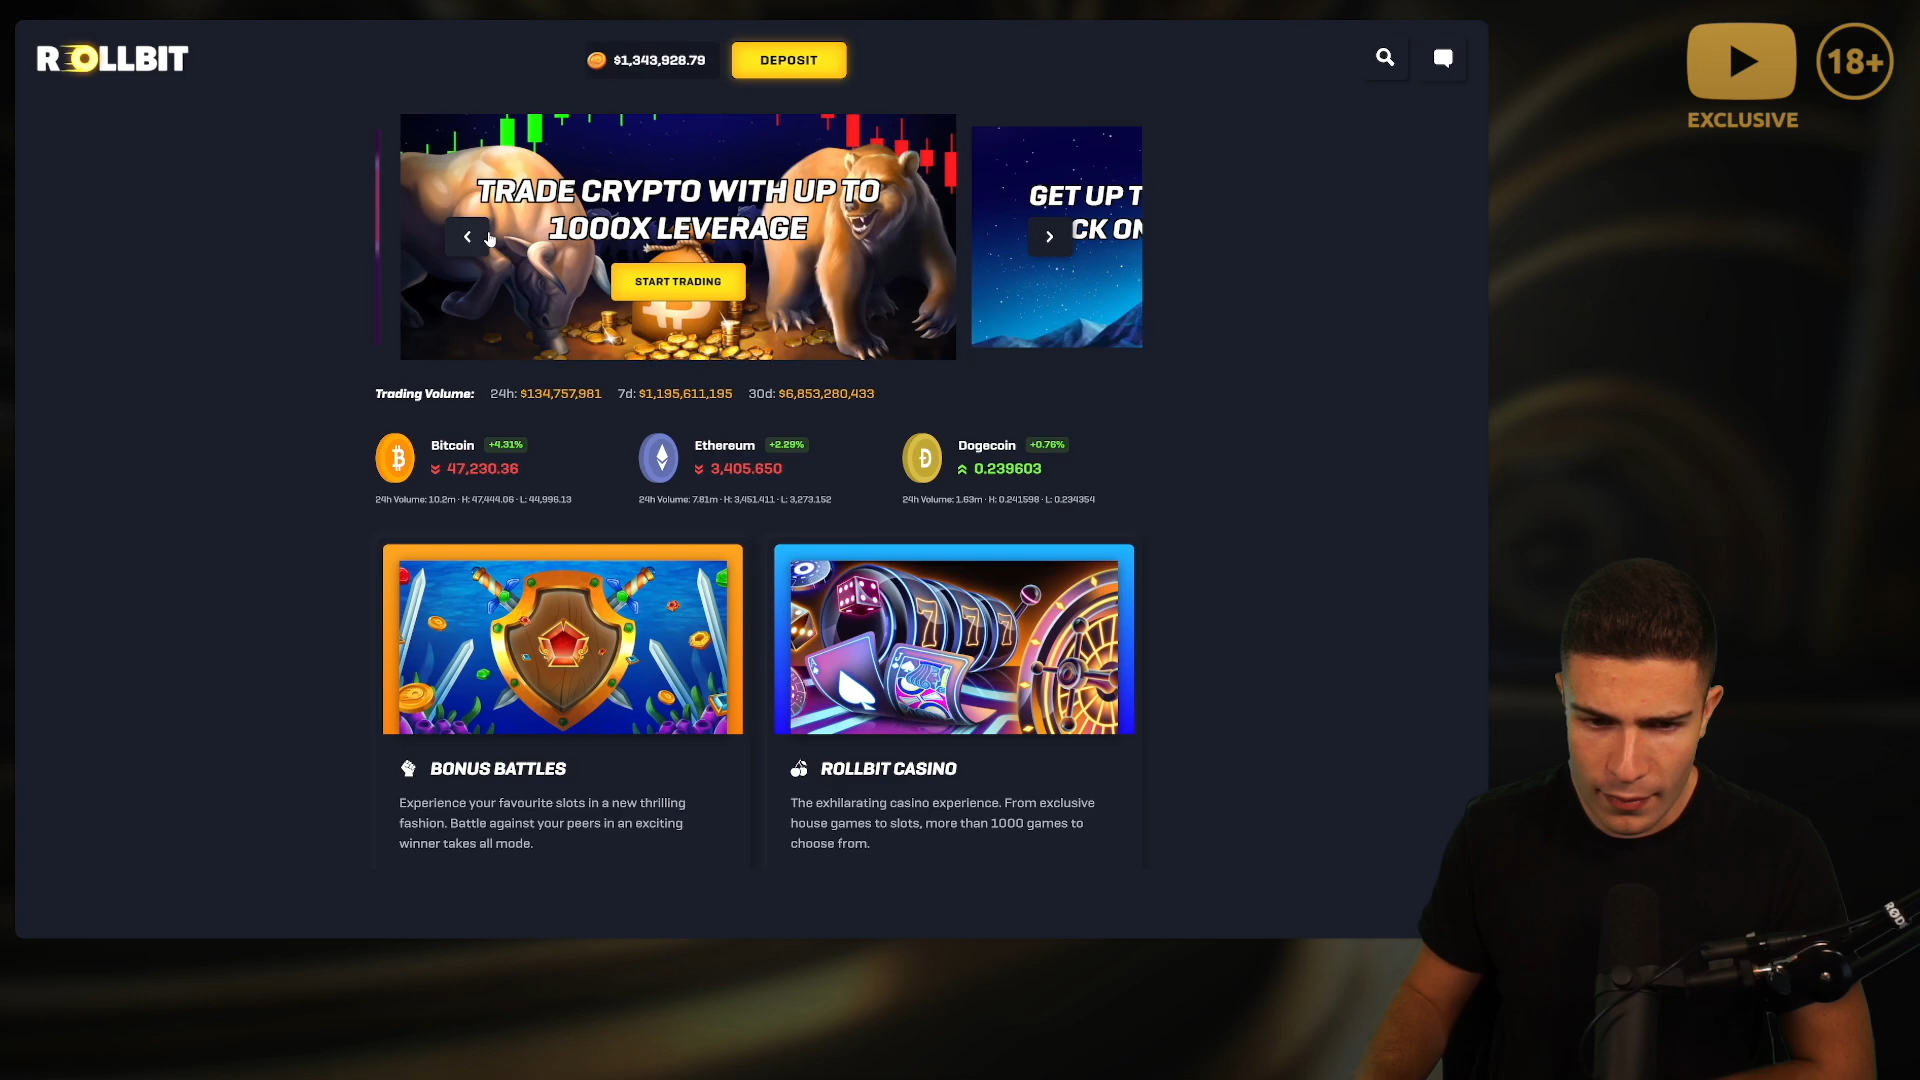 ROLLBIT
$1,343,928.79
DEPOSIT
18+
EXCLUSIVE
TRADE CRYPTO WITH UP TO
1000X LEVERAGE
START TRADING
GET UP T
CK ON
Trading Volume: 24h: $134,757,981 7d: $1,195,611,195 30d: $6,853,280,433
Bitcoin +4.31%
47,230.36
24h Volume: 10.2m · H: 47,444.06 · L: 44,996.13
Ethereum +2.29%
3,405.650
24h Volume: 7.81m · H: 3,451.411 · L: 3,273.152
Dogecoin +0.76%
0.239603
24h Volume: 1.63m · H: 0.241598 · L: 0.234354
BONUS BATTLES
Experience your favourite slots in a new thrilling
fashion. Battle against your peers in an exciting
winner takes all mode.
ROLLBIT CASINO
The exhilarating casino experience. From exclusive
house games to slots, more than 1000 games to
choose from.
RØDE